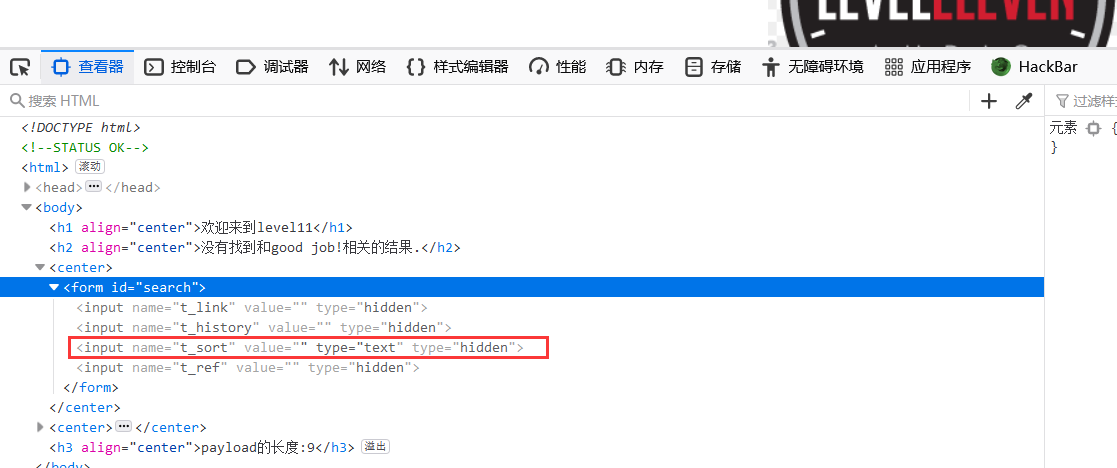 LEVELELEVEN
查看器 控制台 调试器 网络 {} 样式编辑器 性能 内存 存储 无障碍环境 应用程序 HackBar
搜索 HTML
过滤样
<!DOCTYPE html>
元素 {
<!--STATUS OK-->
}
<html> 滚动
<head> ··· </head>
<body>
<h1 align="center">欢迎来到level11</h1>
<h2 align="center">没有找到和good job!相关的结果.</h2>
<center>
<form id="search">
<input name="t_link" value="" type="hidden">
<input name="t_history" value="" type="hidden">
<input name="t_sort" value="" type="text" type="hidden">
<input name="t_ref" value="" type="hidden">
</form>
</center>
<center> ··· </center>
<h3 align="center">payload的长度:9</h3> 溢出
</body>